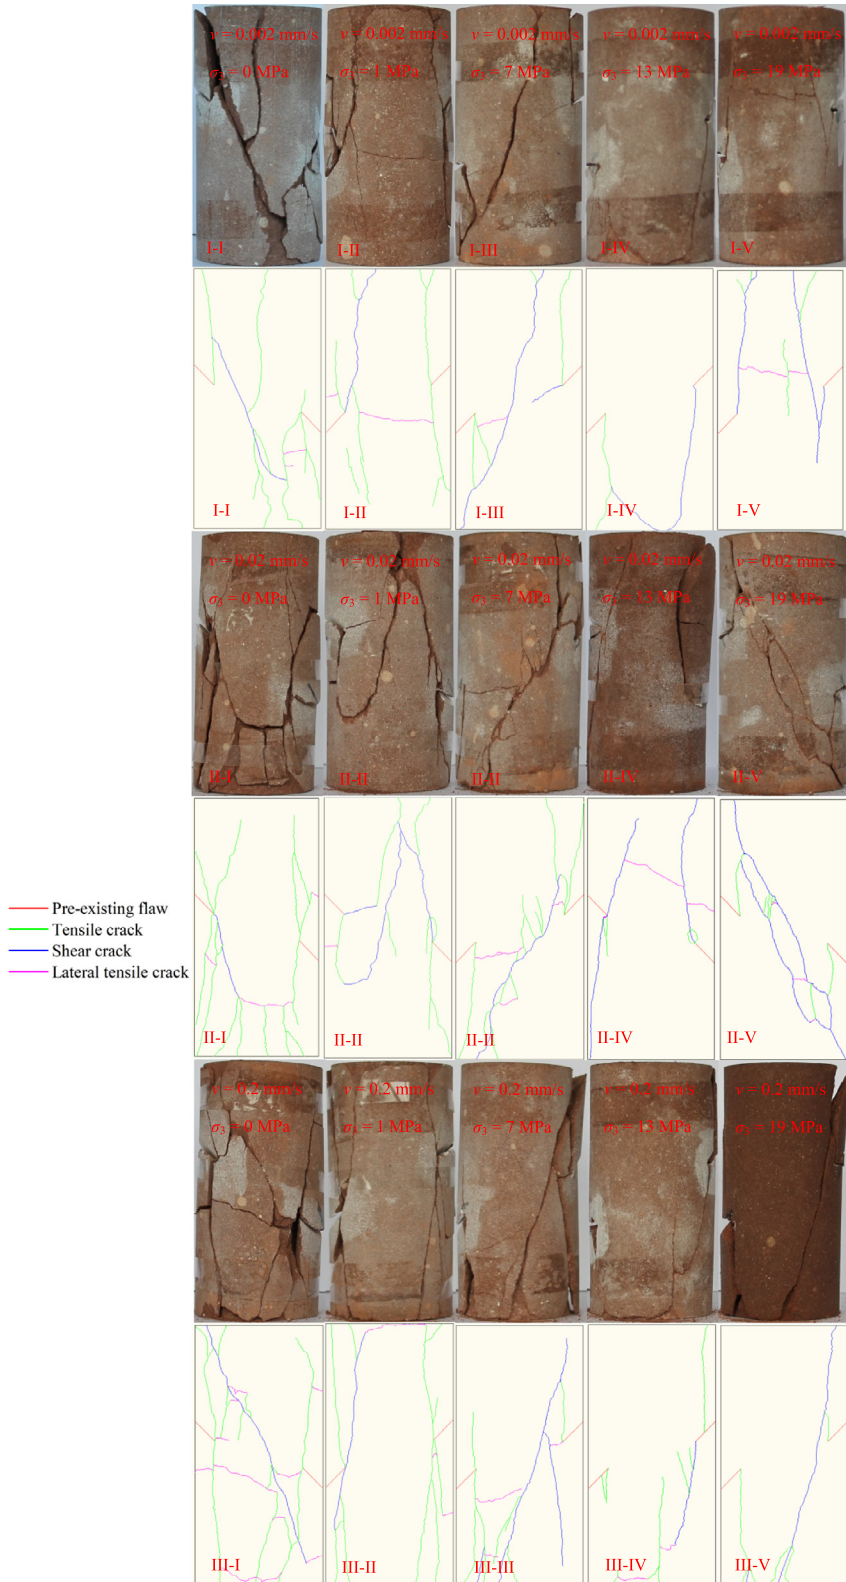 v = 0.002 mm/s
σ3 = 0 MPa
I-I
v = 0.002 mm/s
σ3 = 1 MPa
I-II
v = 0.002 mm/s
σ3 = 7 MPa
I-III
v = 0.002 mm/s
σ3 = 13 MPa
I-IV
v = 0.002 mm/s
σ3 = 19 MPa
I-V
I-I
I-II
I-III
I-IV
I-V
v = 0.02 mm/s
σ3 = 0 MPa
II-I
v = 0.02 mm/s
σ3 = 1 MPa
II-II
v = 0.02 mm/s
σ3 = 7 MPa
II-II
v = 0.02 mm/s
σ3 = 13 MPa
II-IV
v = 0.02 mm/s
σ3 = 19 MPa
II-V
Pre-existing flaw
Tensile crack
Shear crack
Lateral tensile crack
II-I
II-II
II-II
II-IV
II-V
v = 0.2 mm/s
σ3 = 0 MPa
v = 0.2 mm/s
σ3 = 1 MPa
v = 0.2 mm/s
σ3 = 7 MPa
v = 0.2 mm/s
σ3 = 13 MPa
v = 0.2 mm/s
σ3 = 19 MPa
III-I
III-II
III-III
III-IV
III-V